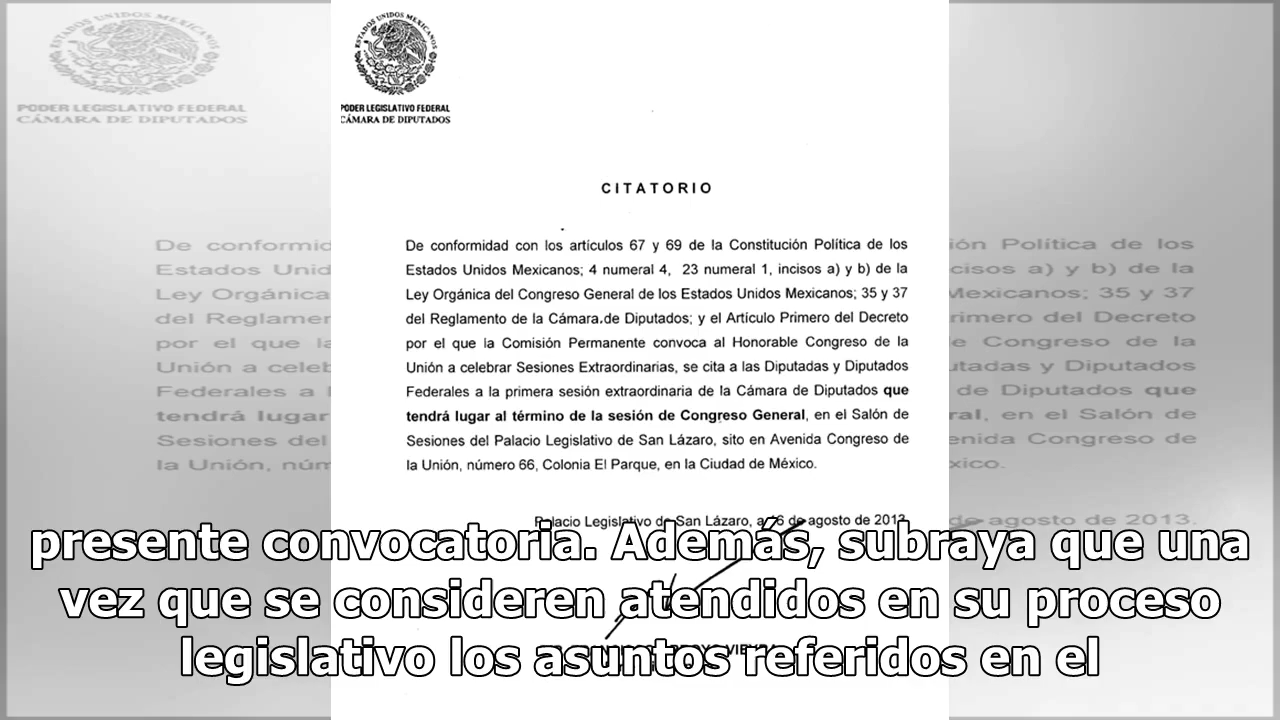 ESTADOS UNIDOS MEXICANOS
PODER LEGISLATIVO FEDERAL
CÁMARA DE DIPUTADOS
CITATORIO
De conformidad con los artículos 67 y 69 de la Constitución Política de los
Estados Unidos Mexicanos; 4 numeral 4, 23 numeral 1, incisos a) y b) de la
Ley Orgánica del Congreso General de los Estados Unidos Mexicanos; 35 y 37
del Reglamento de la Cámara de Diputados; y el Artículo Primero del Decreto
por el que la Comisión Permanente convoca al Honorable Congreso de la
Unión a celebrar Sesiones Extraordinarias, se cita a las Diputadas y Diputados
Federales a la primera sesión extraordinaria de la Cámara de Diputados que
tendrá lugar al término de la sesión de Congreso General, en el Salón de
Sesiones del Palacio Legislativo de San Lázaro, sito en Avenida Congreso de
la Unión, número 66, Colonia El Parque, en la Ciudad de México.
Palacio Legislativo de San Lázaro, a 16 de agosto de 2013.
presente convocatoria. Además, subraya que una
vez que se consideren atendidos en su proceso
legislativo los asuntos referidos en el